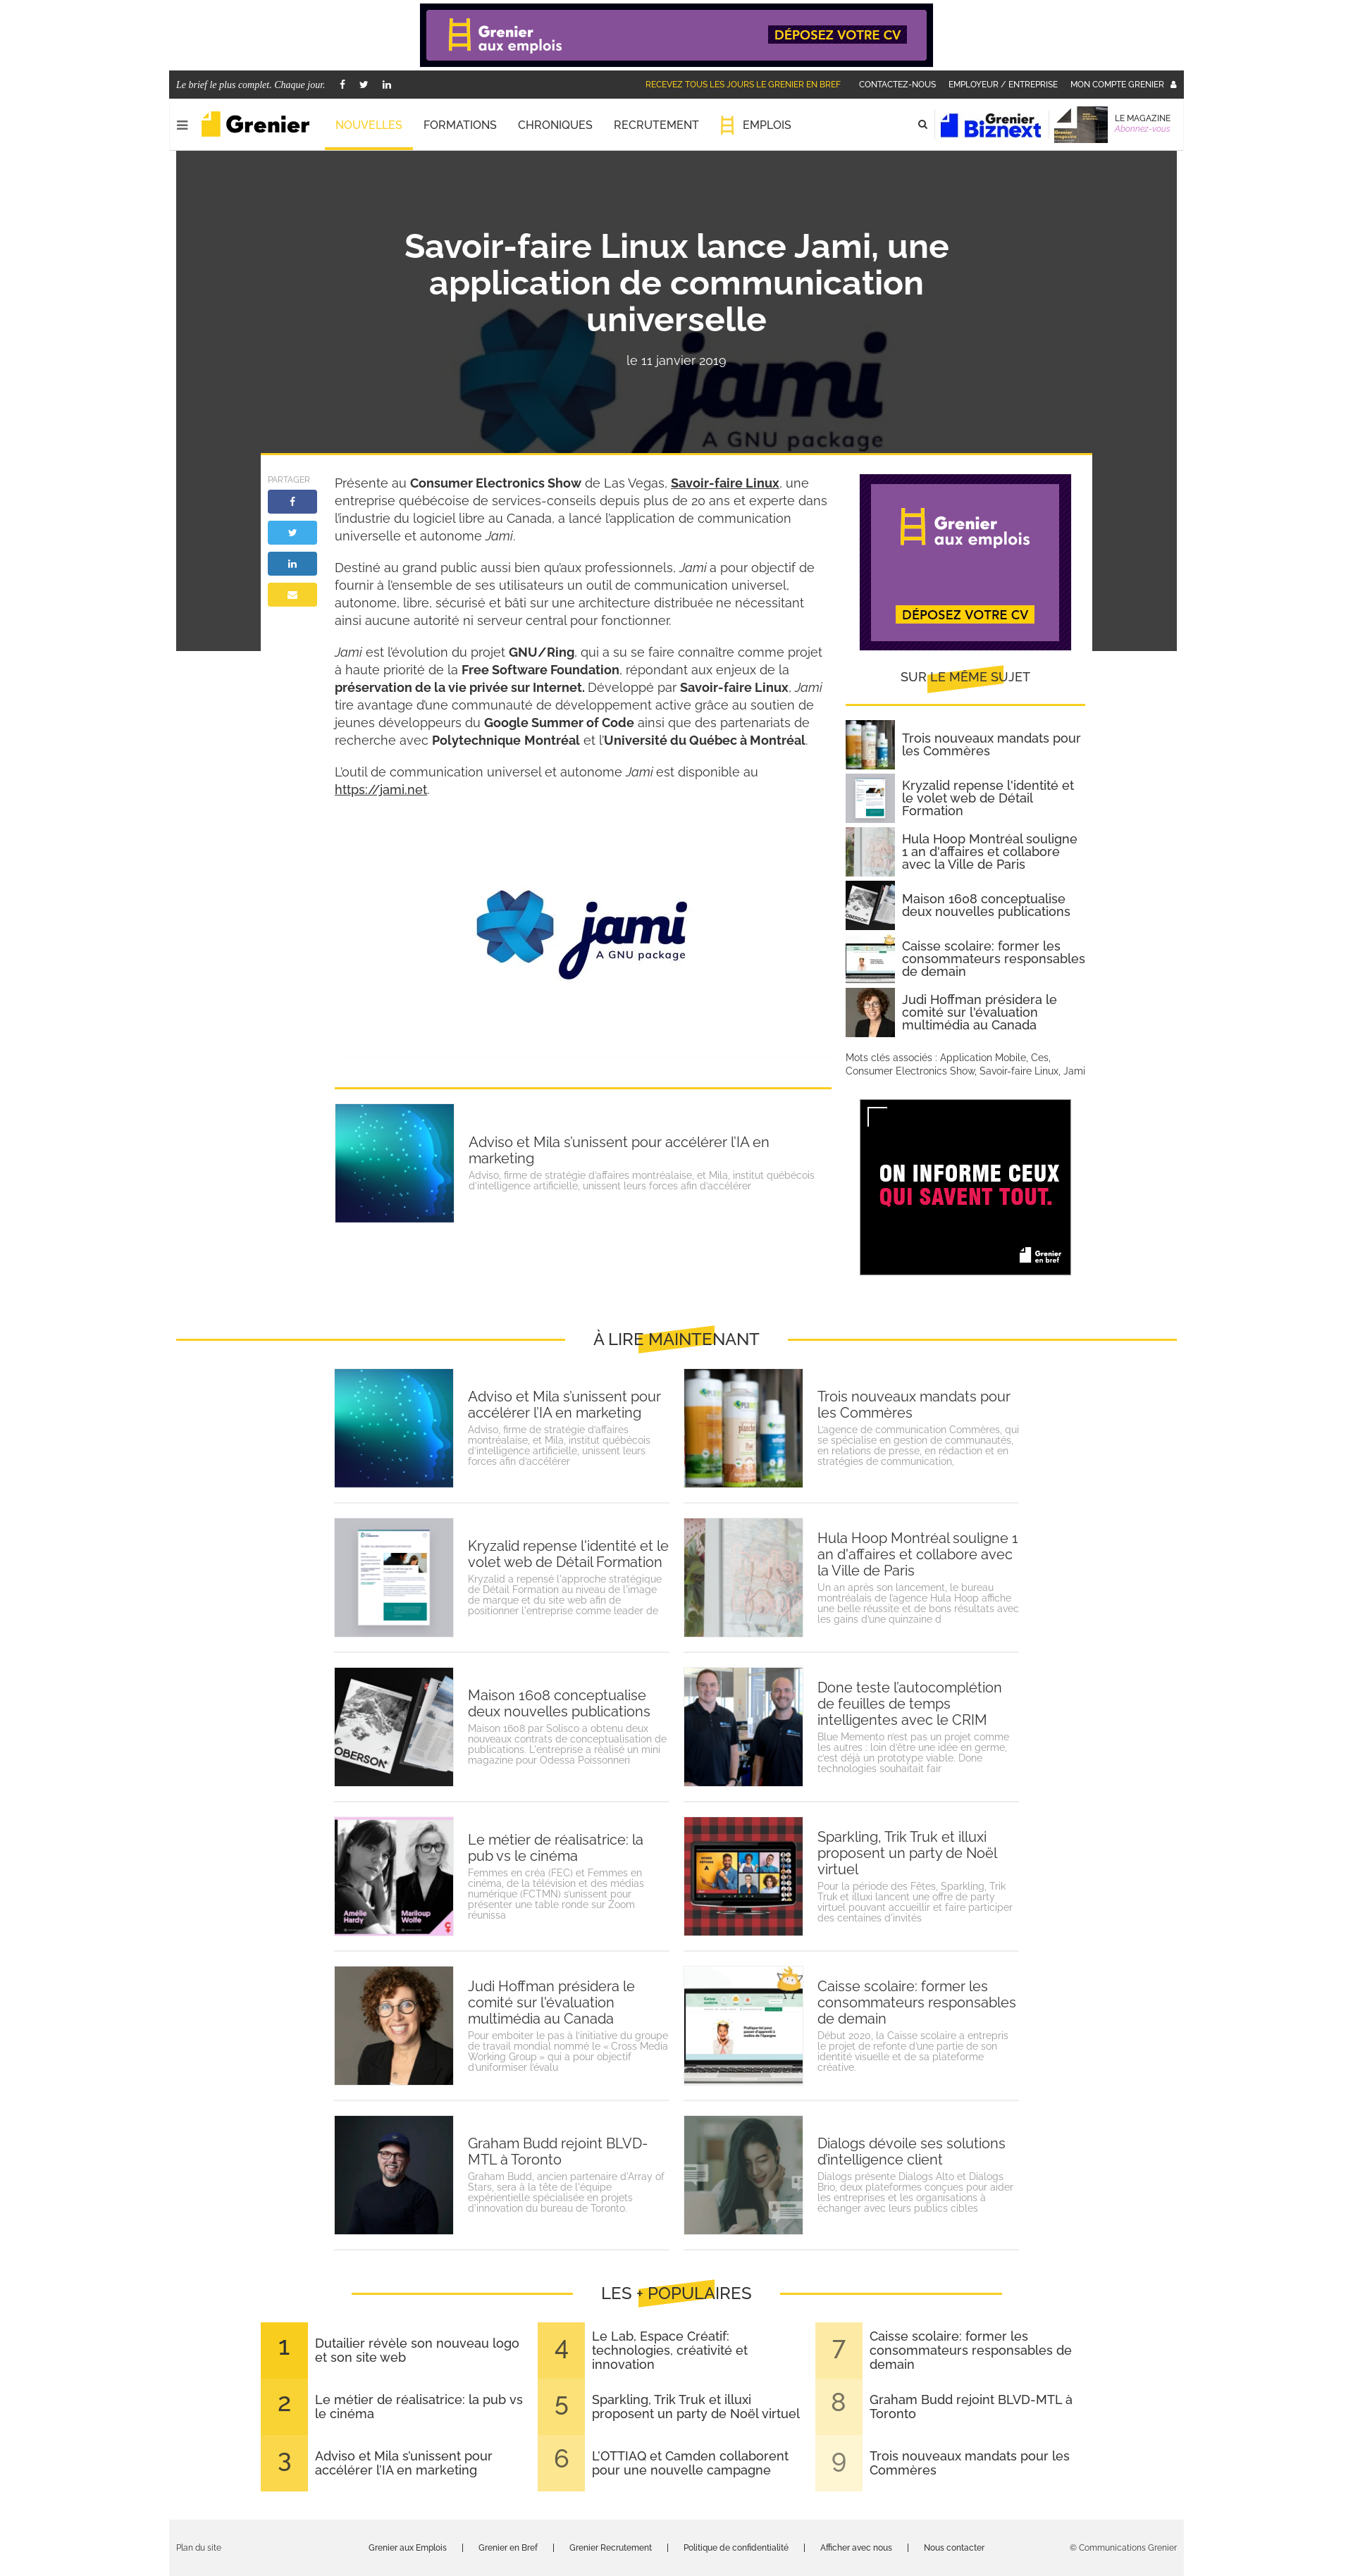 Grenier
aux emplois
DÉPOSEZ VOTRE CV
Le brief le plus complet. Chaque jour.
RECEVEZ TOUS LES JOURS LE GRENIER EN BREF
CONTACTEZ-NOUS
EMPLOYEUR / ENTREPRISE
MON COMPTE GRENIER
Grenier
NOUVELLES
FORMATIONS
CHRONIQUES
RECRUTEMENT
EMPLOIS
Grenier
Biznext
LE MAGAZINE
Abonnez-vous
Savoir-faire Linux lance Jami, une
application de communication
universelle
le 11 janvier 2019
jami
A GNU package
PARTAGER
Présente au Consumer Electronics Show de Las Vegas, Savoir-faire Linux, une
entreprise québécoise de services-conseils depuis plus de 20 ans et experte dans
l’industrie du logiciel libre au Canada, a lancé l’application de communication
universelle et autonome Jami.
Destiné au grand public aussi bien qu’aux professionnels, Jami a pour objectif de
fournir à l’ensemble de ses utilisateurs un outil de communication universel,
autonome, libre, sécurisé et bâti sur une architecture distribuée ne nécessitant
ainsi aucune autorité ni serveur central pour fonctionner.
Jami est l’évolution du projet GNU/Ring, qui a su se faire connaître comme projet
à haute priorité de la Free Software Foundation, répondant aux enjeux de la
préservation de la vie privée sur Internet. Développé par Savoir-faire Linux, Jami
tire avantage d’une communauté de développement active grâce au soutien de
jeunes développeurs du Google Summer of Code ainsi que des partenariats de
recherche avec Polytechnique Montréal et l’Université du Québec à Montréal.
L’outil de communication universel et autonome Jami est disponible au
https://jami.net.
jami
A GNU package
Grenier
aux emplois
DÉPOSEZ VOTRE CV
SUR LE MÊME SUJET
Trois nouveaux mandats pour
les Commères
Kryzalid repense l'identité et
le volet web de Détail
Formation
Hula Hoop Montréal souligne
1 an d'affaires et collabore
avec la Ville de Paris
Maison 1608 conceptualise
deux nouvelles publications
Caisse scolaire: former les
consommateurs responsables
de demain
Judi Hoffman présidera le
comité sur l'évaluation
multimédia au Canada
Mots clés associés : Application Mobile, Ces,
Consumer Electronics Show, Savoir-faire Linux, Jami
ON INFORME CEUX
QUI SAVENT TOUT.
Grenier
en bref
Adviso et Mila s’unissent pour accélérer l’IA en
marketing
Adviso, firme de stratégie d’affaires montréalaise, et Mila, institut québécois
d’intelligence artificielle, unissent leurs forces afin d’accélérer
À LIRE MAINTENANT
Adviso et Mila s’unissent pour
accélérer l’IA en marketing
Adviso, firme de stratégie d’affaires
montréalaise, et Mila, institut québécois
d’intelligence artificielle, unissent leurs
forces afin d’accélérer
Trois nouveaux mandats pour
les Commères
L’agence de communication Commères, qui
se spécialise en gestion de communautés,
en relations de presse, en rédaction et en
stratégies de communication,
Kryzalid repense l'identité et le
volet web de Détail Formation
Kryzalid a repensé l'approche stratégique
de Détail Formation au niveau de l'image
de marque et du site web afin de
positionner l'entreprise comme leader de
Hula Hoop Montréal souligne 1
an d'affaires et collabore avec
la Ville de Paris
Un an après son lancement, le bureau
montréalais de l’agence Hula Hoop affiche
une belle réussite et de bons résultats avec
les gains d’une quinzaine d
Maison 1608 conceptualise
deux nouvelles publications
Maison 1608 par Solisco a obtenu deux
nouveaux contrats de conceptualisation de
publications. L'entreprise a réalisé un mini
magazine pour Odessa Poissonneri
Done teste l’autocomplétion
de feuilles de temps
intelligentes avec le CRIM
Blue Memento n’est pas un projet comme
les autres : loin d’être une idée en germe,
c’est déjà un prototype viable. Done
technologies souhaitait fair
Amélie
Hardy
Mariloup
Wolfe
Le métier de réalisatrice: la
pub vs le cinéma
Femmes en créa (FEC) et Femmes en
cinéma, de la télévision et des médias
numérique (FCTMN) s’unissent pour
présenter une table ronde sur Zoom
réunissa
Sparkling, Trik Truk et illuxi
proposent un party de Noël
virtuel
Pour la période des Fêtes, Sparkling, Trik
Truk et illuxi lancent une offre de party
virtuel pouvant accueillir et faire participer
des centaines d'invités
Judi Hoffman présidera le
comité sur l'évaluation
multimédia au Canada
Pour emboiter le pas à l’initiative du groupe
de travail mondial nommé le « Cross Media
Working Group » qui a pour objectif
d’uniformiser l’évalu
Caisse scolaire: former les
consommateurs responsables
de demain
Début 2020, la Caisse scolaire a entrepris
le projet de refonte d’une partie de son
identité visuelle et de sa plateforme
créative.
Graham Budd rejoint BLVD-
MTL à Toronto
Graham Budd, ancien partenaire d'Array of
Stars, sera à la tête de l'équipe
expérientielle spécialisée en projets
d'innovation du bureau de Toronto.
Dialogs dévoile ses solutions
d’intelligence client
Dialogs présente Dialogs Alto et Dialogs
Brio, deux plateformes conçues pour aider
les entreprises et les organisations à
échanger avec leurs publics cibles
LES + POPULAIRES
1
Dutailier révèle son nouveau logo
et son site web
2
Le métier de réalisatrice: la pub vs
le cinéma
3
Adviso et Mila s’unissent pour
accélérer l’IA en marketing
4
Le Lab, Espace Créatif:
technologies, créativité et
innovation
5
Sparkling, Trik Truk et illuxi
proposent un party de Noël virtuel
6
L'OTTIAQ et Camden collaborent
pour une nouvelle campagne
7
Caisse scolaire: former les
consommateurs responsables de
demain
8
Graham Budd rejoint BLVD-MTL à
Toronto
9
Trois nouveaux mandats pour les
Commères
Plan du site
Grenier aux Emplois | Grenier en Bref | Grenier Recrutement | Politique de confidentialité | Afficher avec nous | Nous contacter
© Communications Grenier